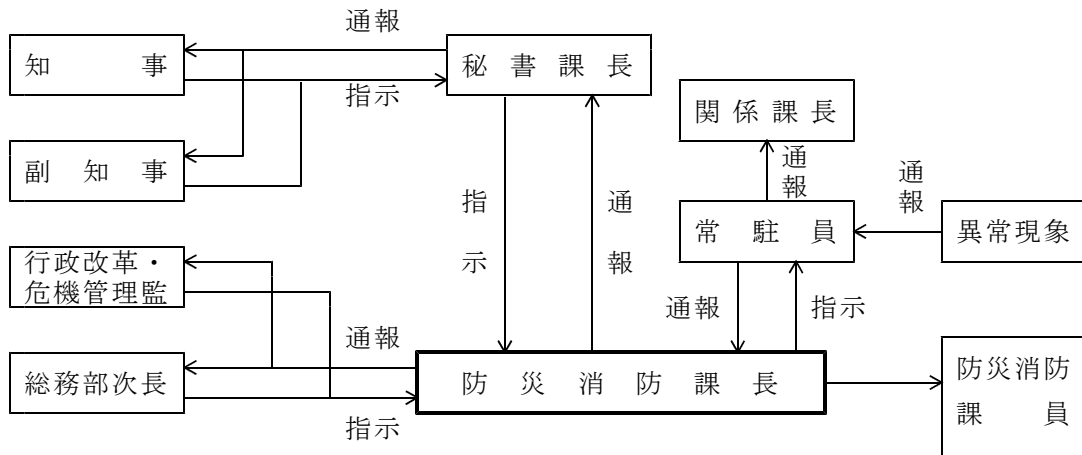 通報
知事
秘書課長
指示
関係課長
副知事
通報
通報
指示
通報
常駐員
異常現象
行政改革・
危機管理監
通報
指示
通報
総務部次長
防災消防課長
防災消防
課員
指示